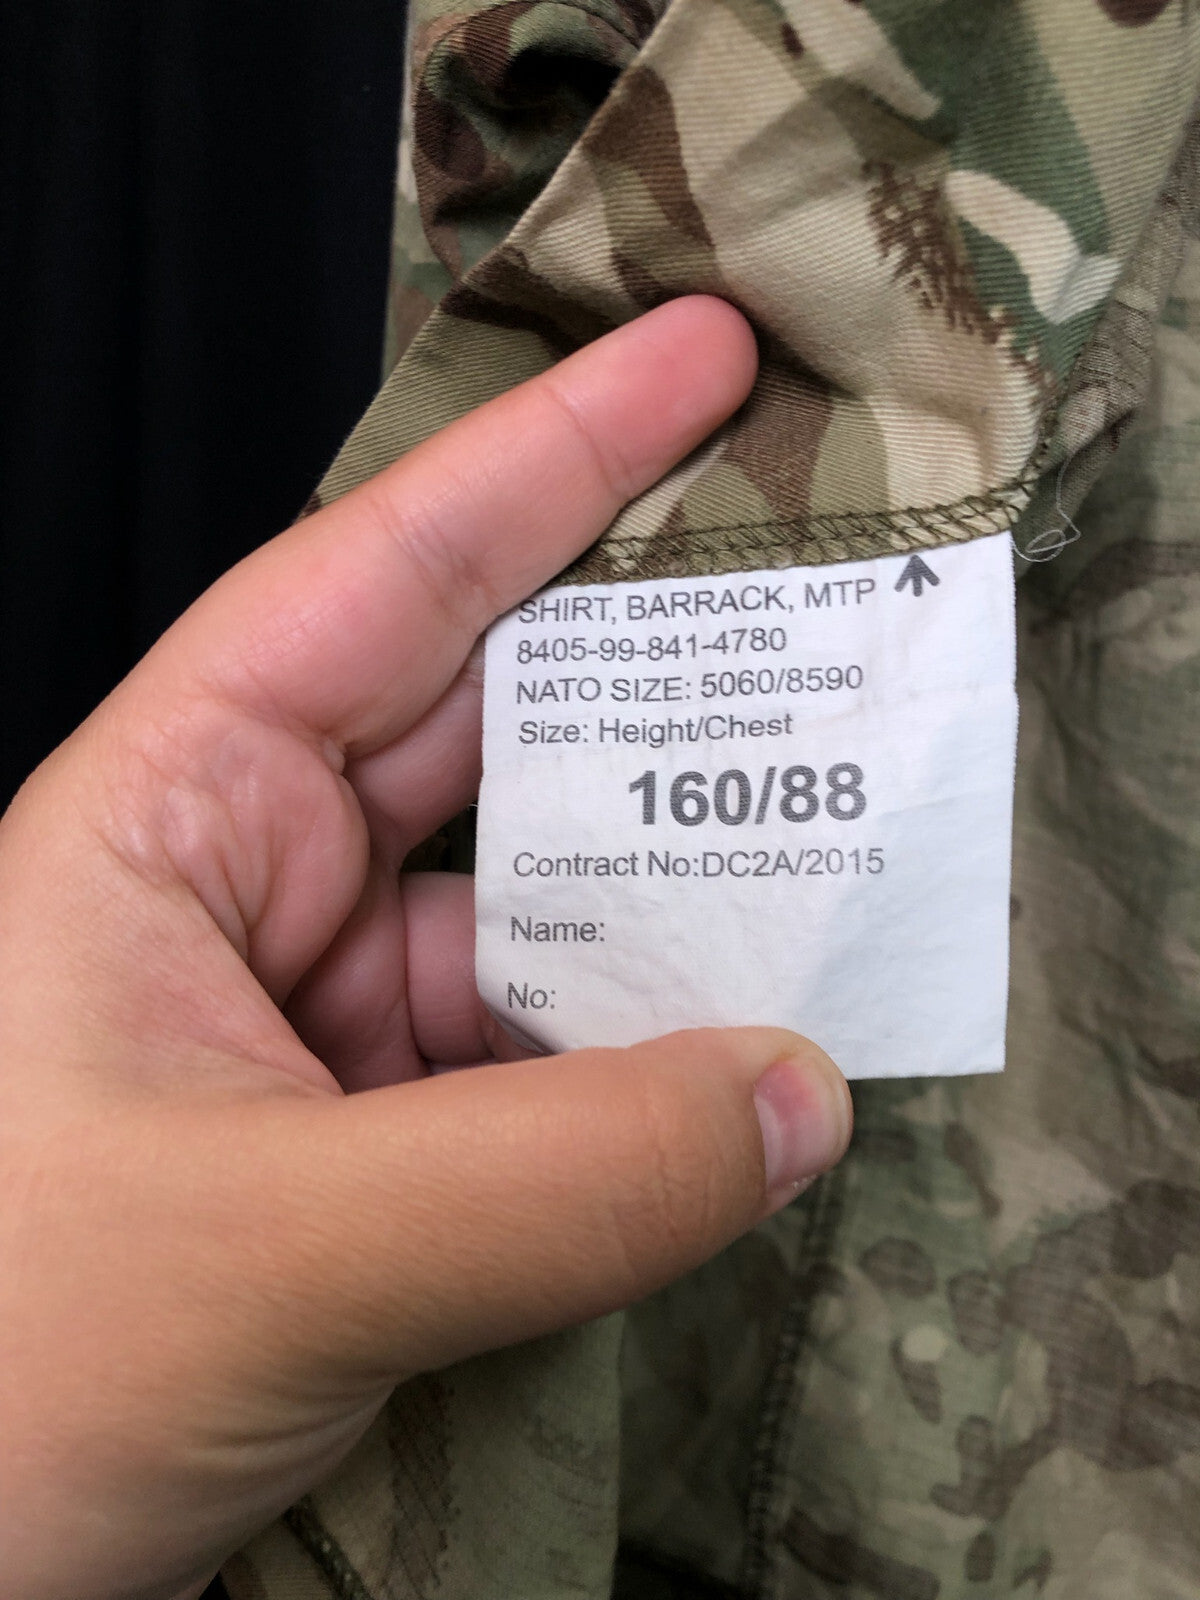 SHIRT, BARRACK, MTP
8405-99-841-4780
NATO SIZE: 5060/8590
Size: Height/Chest
160/88
Contract No:DC2A/2015
Name:
No: